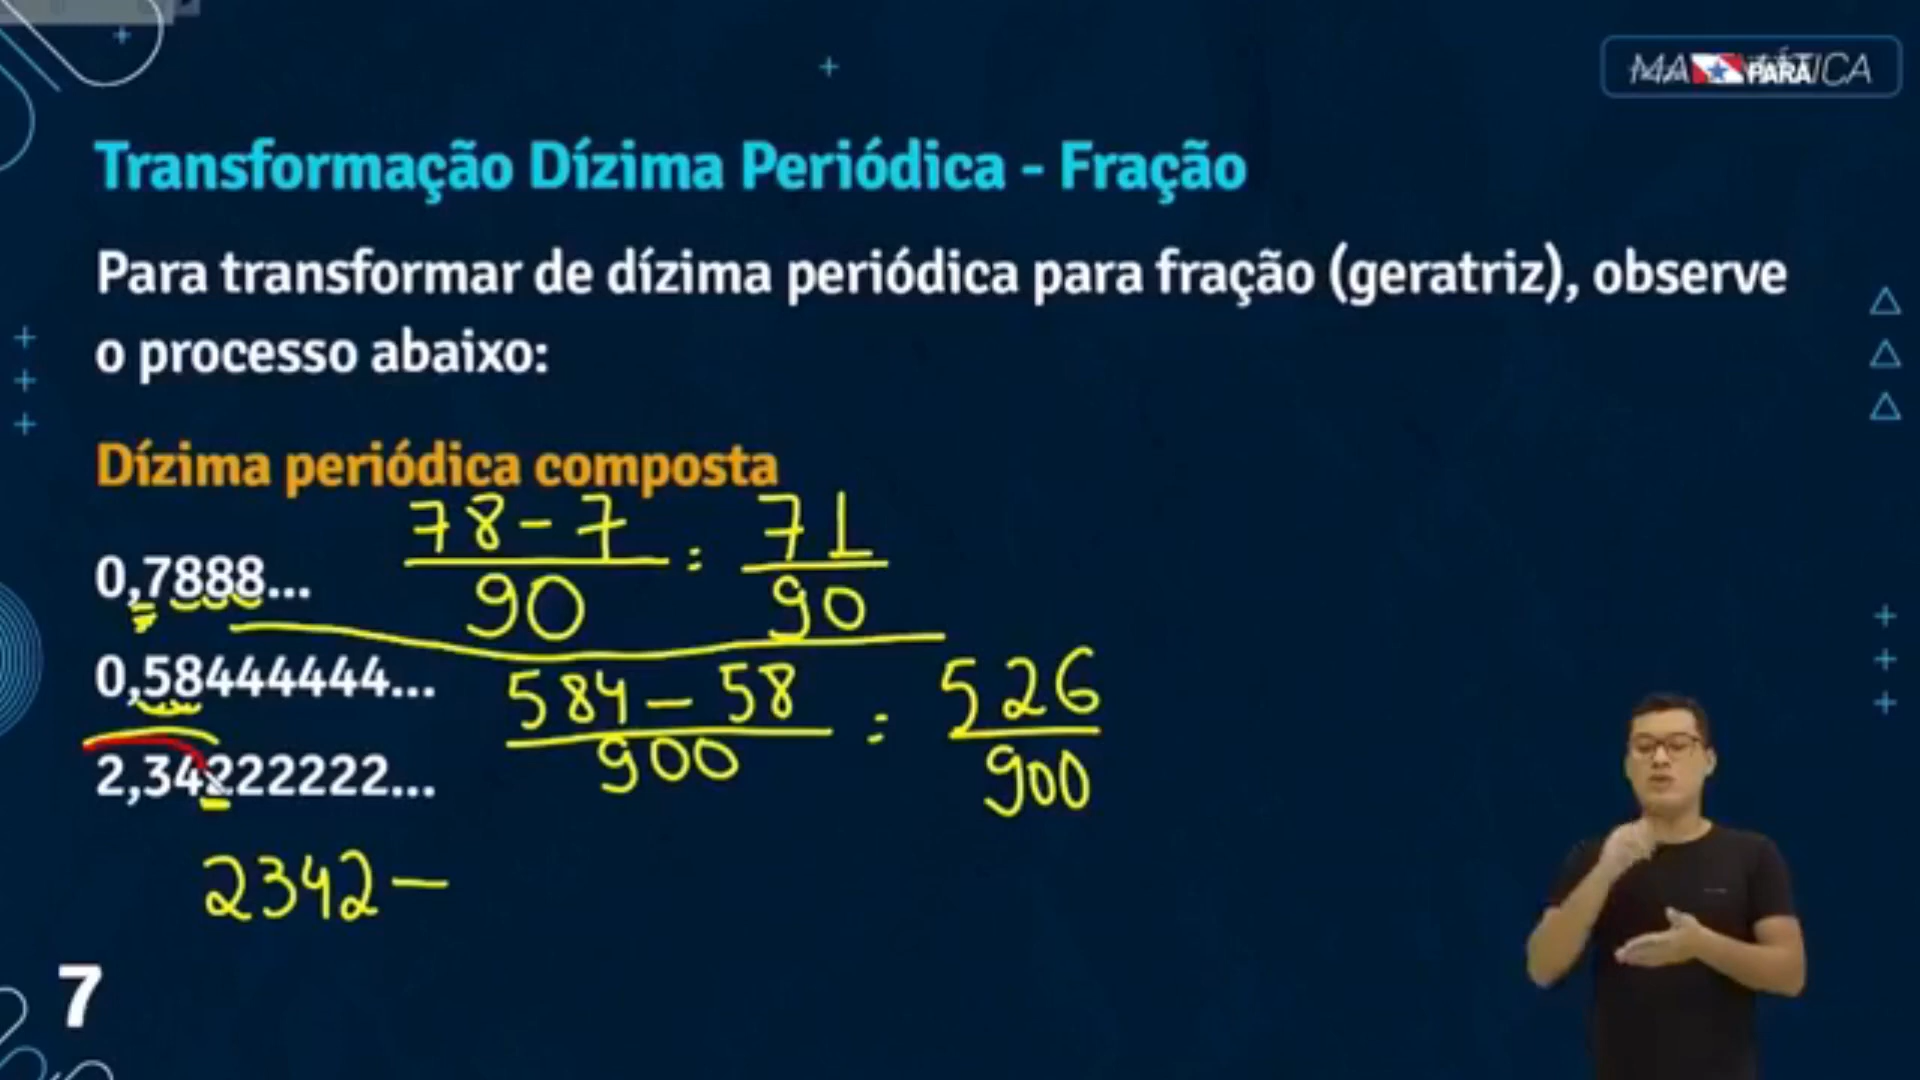 PARÁ
Transformação Dízima Periódica - Fração
Para transformar de dízima periódica para fração (geratriz), observe
o processo abaixo:
Dízima periódica composta
78-7 71
0,7888... :
90 90
584-58 526
0,58444444... :
900 900
2,34222222...
2342-
7